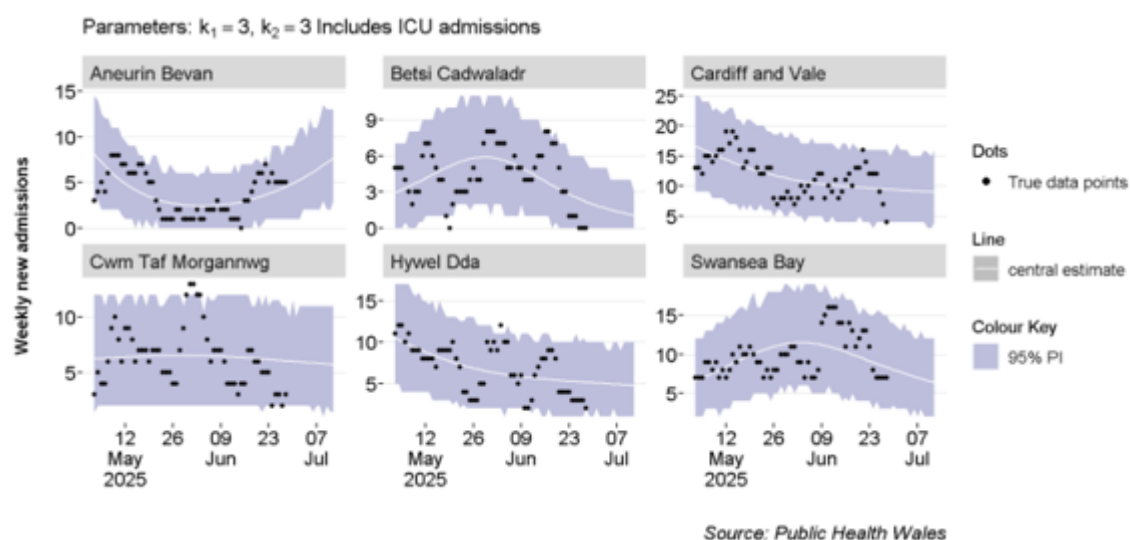 Parameters: k₁ = 3, k₂ = 3 Includes ICU admissions
Aneurin Bevan
Betsi Cadwaladr
Cardiff and Vale
15
10
5
0
9
6
3
0
25
20
15
10
5
Weekly new admissions
Cwm Taf Morgannwg
Hywel Dda
Swansea Bay
10
5
15
10
5
15
10
5
12 26 09 23 07
May Jun Jul
2025
12 26 09 23 07
May Jun Jul
2025
12 26 09 23 07
May Jun Jul
2025
Dots
True data points
Line
central estimate
Colour Key
95% PI
Source: Public Health Wales